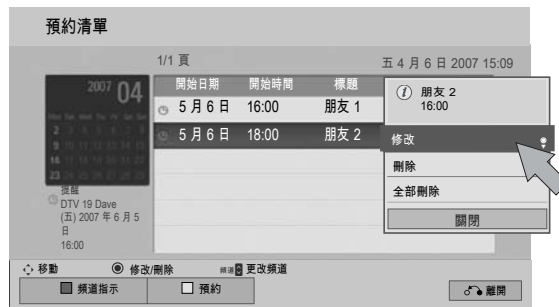 預約清單
1/1 頁
五 4 月 6 日 2007 15:09
2007 04
開始日期 開始時間 標題
5 月 6 日 16:00 朋友 1
5 月 6 日 18:00 朋友 2
朋友 2
16:00
修改
刪除
全部刪除
關閉
提醒
DTV 19 Dave
(五) 2007 年 6 月 5
日
16:00
移動 修改/刪除 頻道 更改頻道
頻道指示 預約 離開